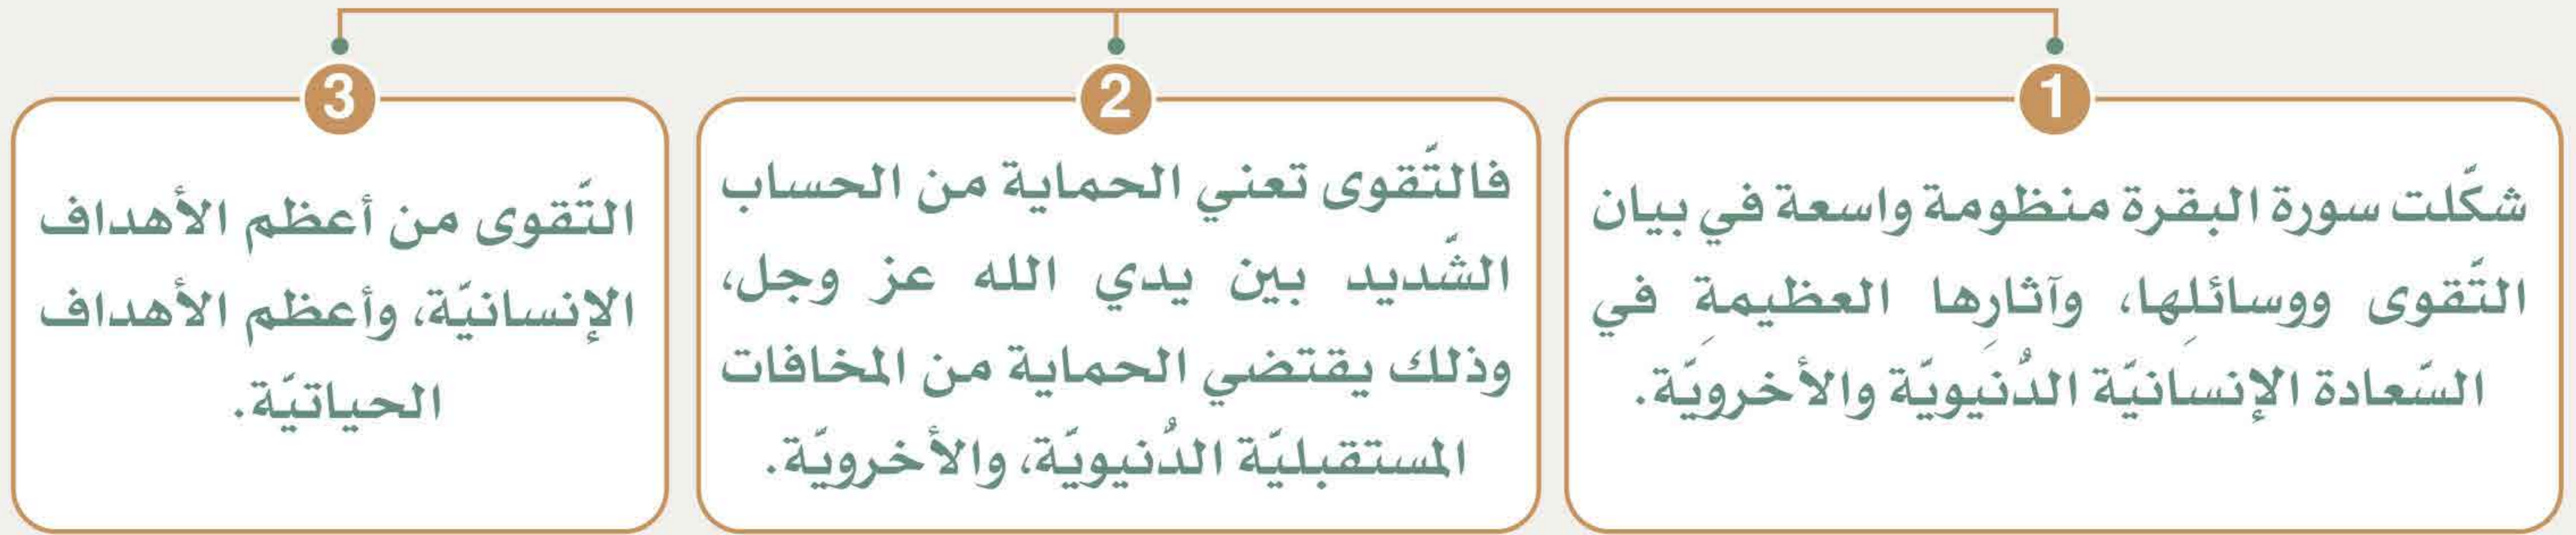 1
شكّلت سورة البقرة منظومة واسعة في بيان
التّقوى ووسائلِها، وآثارِها العظيمةِ في
السّعادة الإنسانيّة الدُّنيويّة والأخرويّة.
2
فالتّقوى تعني الحماية من الحساب
الشّديد بين يدي الله عز وجل،
وذلك يقتضي الحماية من المخافات
المستقبليّة الدُّنيويّة، والأخرويّة.
3
التّقوى من أعظم الأهداف
الإنسانيّة، وأعظم الأهداف
الحياتيّة.